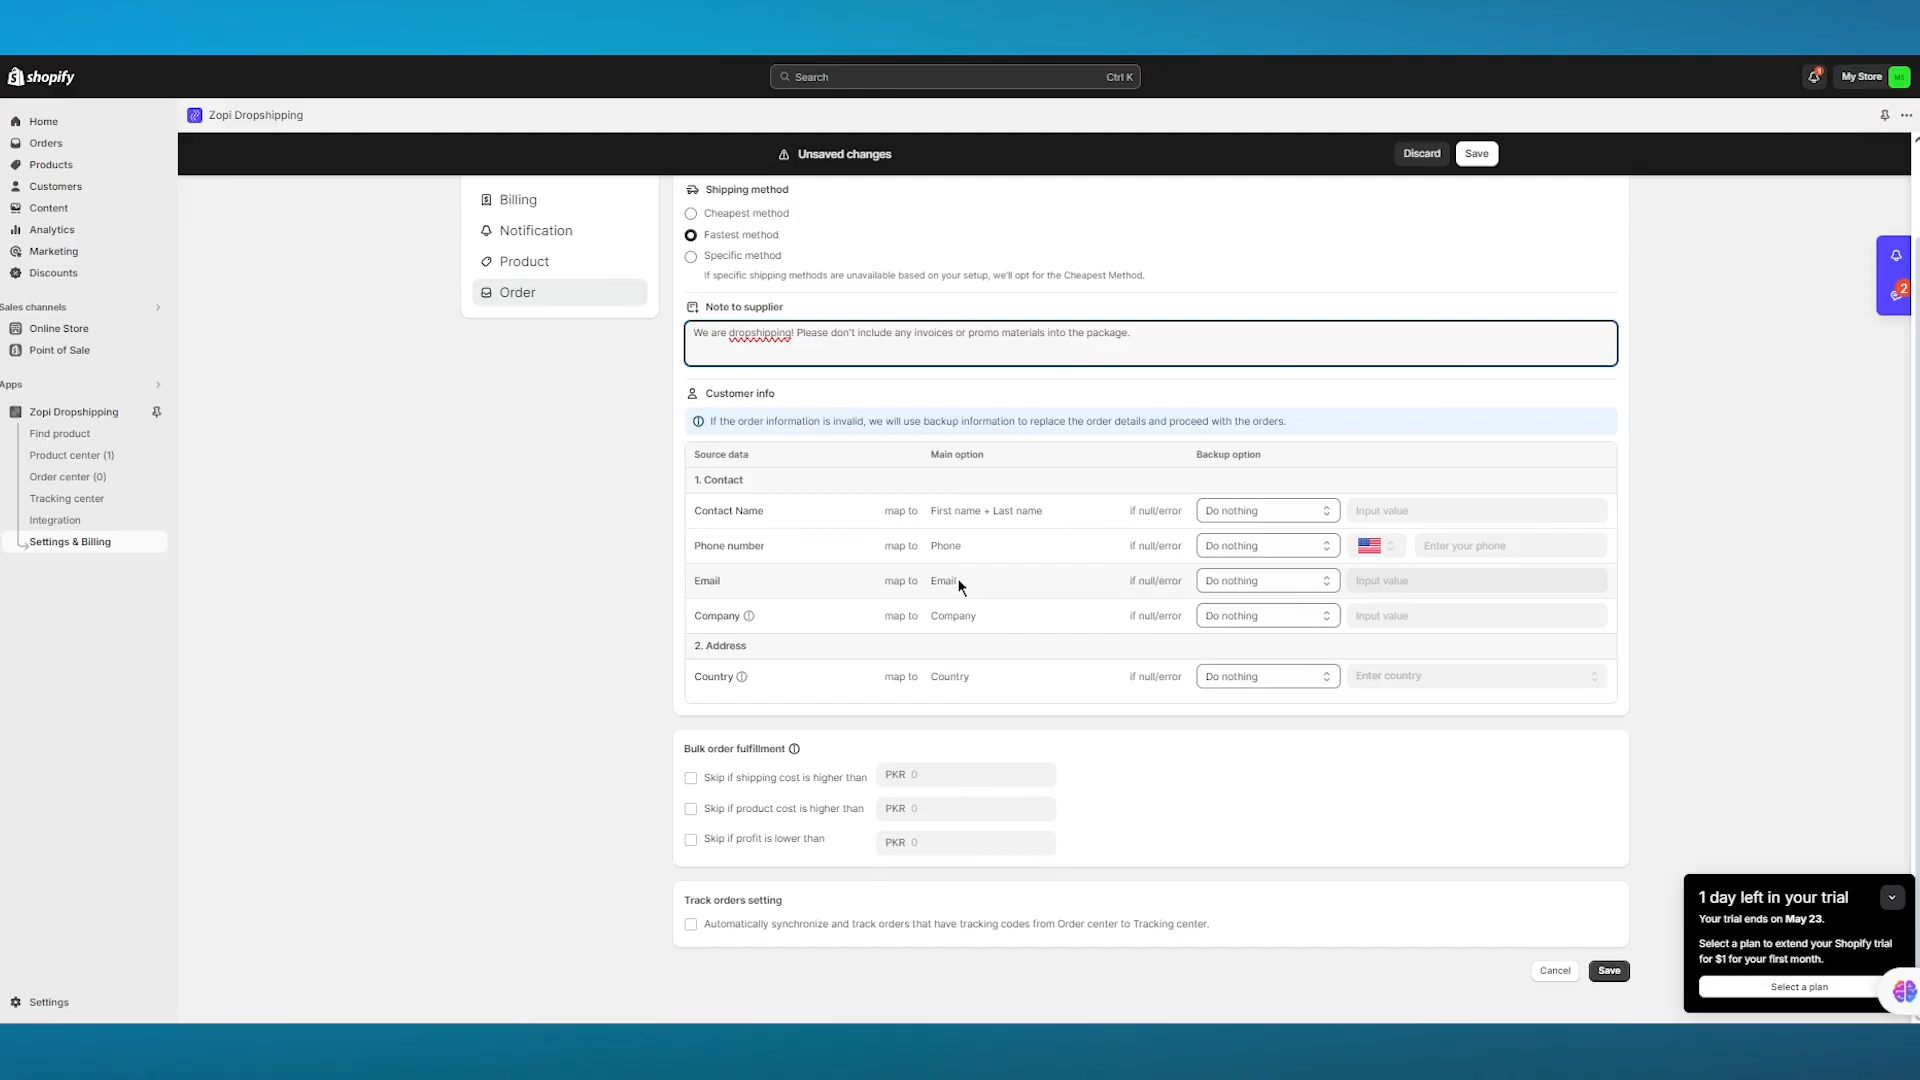 shopify
Search
Ctrl K
1
My Store
MS
Home
Orders
Products
Customers
Content
Analytics
Marketing
Discounts
Sales channels
Online Store
Point of Sale
Apps
Zopi Dropshipping
Find product
Product center (1)
Order center (0)
Tracking center
Integration
Settings & Billing
Settings
Zopi Dropshipping
Unsaved changes
Discard
Save
Billing
Notification
Product
Order
Shipping method
Cheapest method
Fastest method
Specific method
If specific shipping methods are unavailable based on your setup, we'll opt for the Cheapest Method.
Note to supplier
We are dropshipping! Please don't include any invoices or promo materials into the package.
Customer info
If the order information is invalid, we will use backup information to replace the order details and proceed with the orders.
Source data Main option Backup option
1. Contact
Contact Name map to First name + Last name if null/error Do nothing Input value
Phone number map to Phone if null/error Do nothing Enter your phone
Email map to Email if null/error Do nothing Input value
Company map to Company if null/error Do nothing Input value
2. Address
Country map to Country if null/error Do nothing Enter country
Bulk order fulfillment
Skip if shipping cost is higher than PKR 0
Skip if product cost is higher than PKR 0
Skip if profit is lower than PKR 0
Track orders setting
Automatically synchronize and track orders that have tracking codes from Order center to Tracking center.
Cancel
Save
2
1 day left in your trial
Your trial ends on May 23.
Select a plan to extend your Shopify trial
for $1 for your first month.
Select a plan